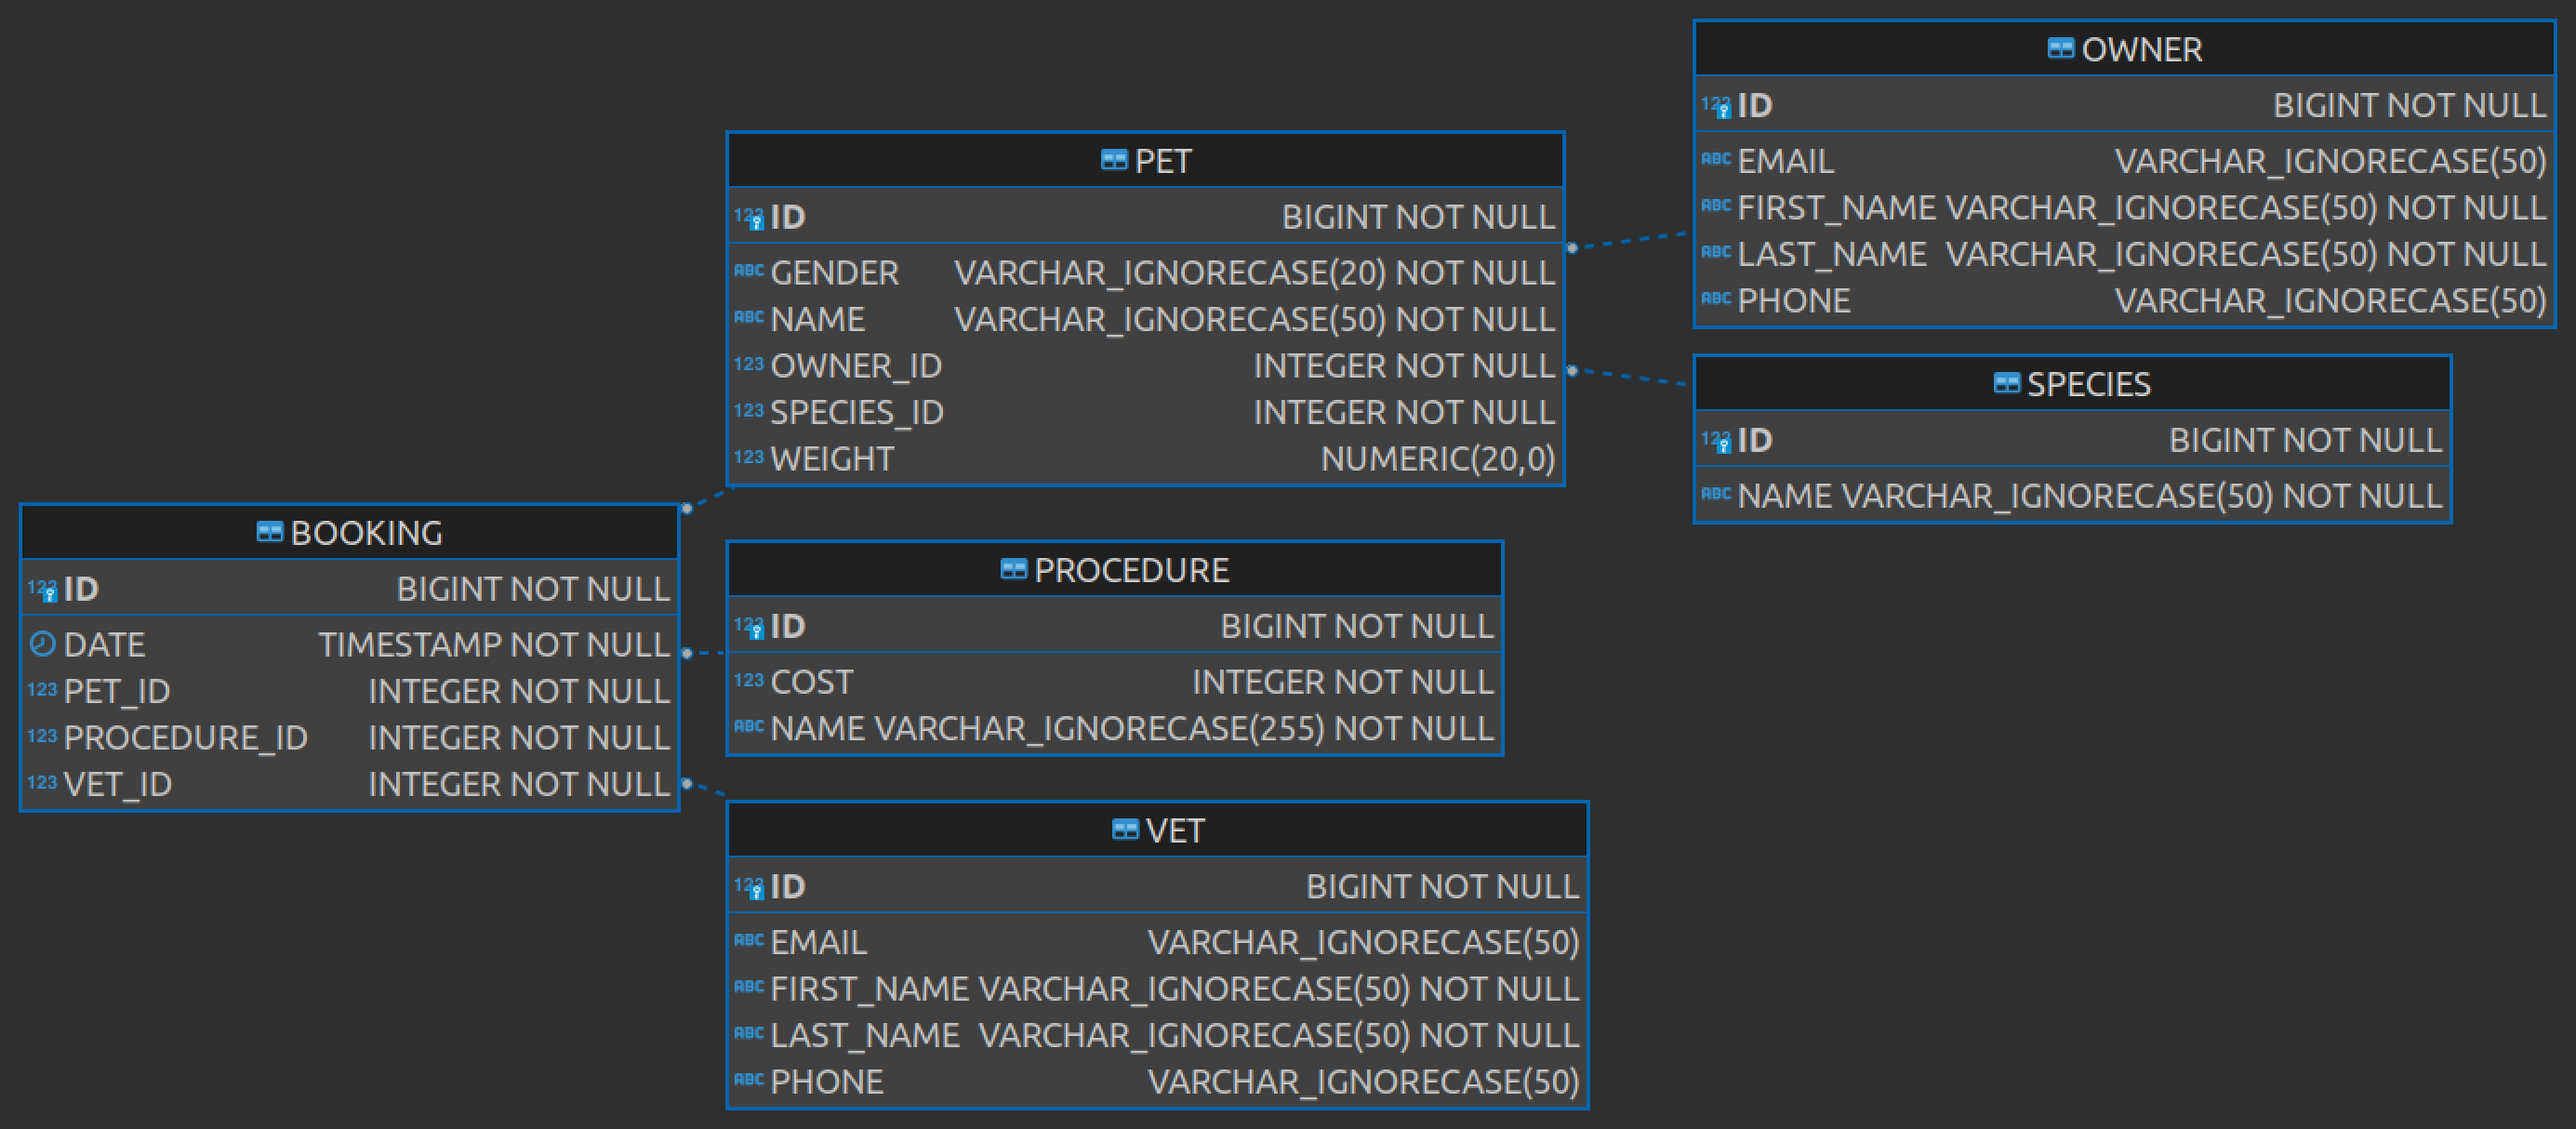 OWNER
ID BIGINT NOT NULL
EMAIL VARCHAR_IGNORECASE(50)
FIRST_NAME VARCHAR_IGNORECASE(50) NOT NULL
LAST_NAME VARCHAR_IGNORECASE(50) NOT NULL
PHONE VARCHAR_IGNORECASE(50)
PET
123 ID BIGINT NOT NULL
ABC GENDER VARCHAR_IGNORECASE(20) NOT NULL
ABC NAME VARCHAR_IGNORECASE(50) NOT NULL
123 OWNER_ID INTEGER NOT NULL
123 SPECIES_ID INTEGER NOT NULL
123 WEIGHT NUMERIC(20,0)
SPECIES
123 ID BIGINT NOT NULL
ABC NAME VARCHAR_IGNORECASE(50) NOT NULL
BOOKING
123 ID BIGINT NOT NULL
DATE TIMESTAMP NOT NULL
123 PET_ID INTEGER NOT NULL
123 PROCEDURE_ID INTEGER NOT NULL
123 VET_ID INTEGER NOT NULL
PROCEDURE
123 ID BIGINT NOT NULL
123 COST INTEGER NOT NULL
ABC NAME VARCHAR_IGNORECASE(255) NOT NULL
VET
123 ID BIGINT NOT NULL
ABC EMAIL VARCHAR_IGNORECASE(50)
ABC FIRST_NAME VARCHAR_IGNORECASE(50) NOT NULL
ABC LAST_NAME VARCHAR_IGNORECASE(50) NOT NULL
ABC PHONE VARCHAR_IGNORECASE(50)